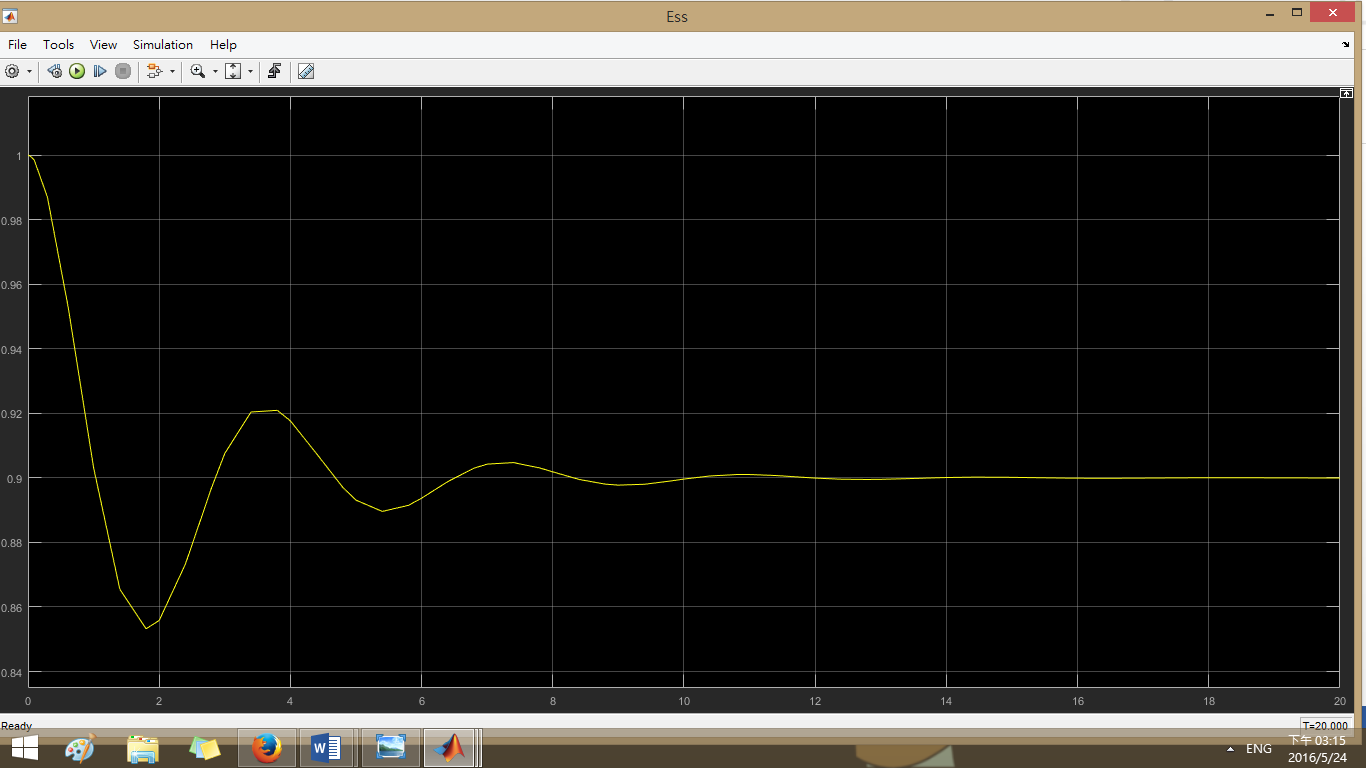 Ess
File Tools View Simulation Help
1
0.98
0.96
0.94
0.92
0.9
0.88
0.86
0.84
0 2 4 6 8 10 12 14 16 18 20
Ready
T=20.000
ENG
下午 03:15
2016/5/24